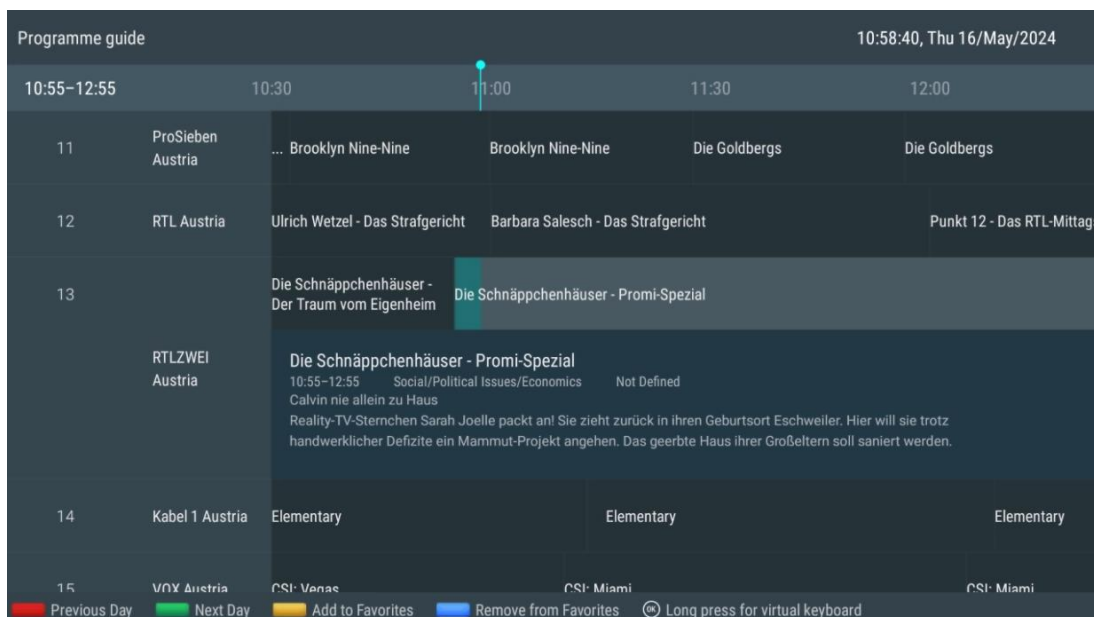 Programme guide
10:58:40, Thu 16/May/2024
10:55–12:55
10:30
11:00
11:30
12:00
11
ProSieben
Austria
... Brooklyn Nine-Nine
Brooklyn Nine-Nine
Die Goldbergs
Die Goldbergs
12
RTL Austria
Ulrich Wetzel - Das Strafgericht
Barbara Salesch - Das Strafgericht
Punkt 12 - Das RTL-Mittag
13
Die Schnäppchenhäuser -
Der Traum vom Eigenheim
Die Schnäppchenhäuser - Promi-Spezial
RTLZWEI
Austria
Die Schnäppchenhäuser - Promi-Spezial
10:55–12:55
Social/Political Issues/Economics
Not Defined
Calvin nie allein zu Haus
Reality-TV-Sternchen Sarah Joelle packt an! Sie zieht zurück in ihren Geburtsort Eschweiler. Hier will sie trotz
handwerklicher Defizite ein Mammut-Projekt angehen. Das geerbte Haus ihrer Großeltern soll saniert werden.
14
Kabel 1 Austria
Elementary
Elementary
Elementary
15
VOX Austria
CSI: Vegas
CSI: Miami
CSI: Miami
Previous Day
Next Day
Add to Favorites
Remove from Favorites
OK
Long press for virtual keyboard